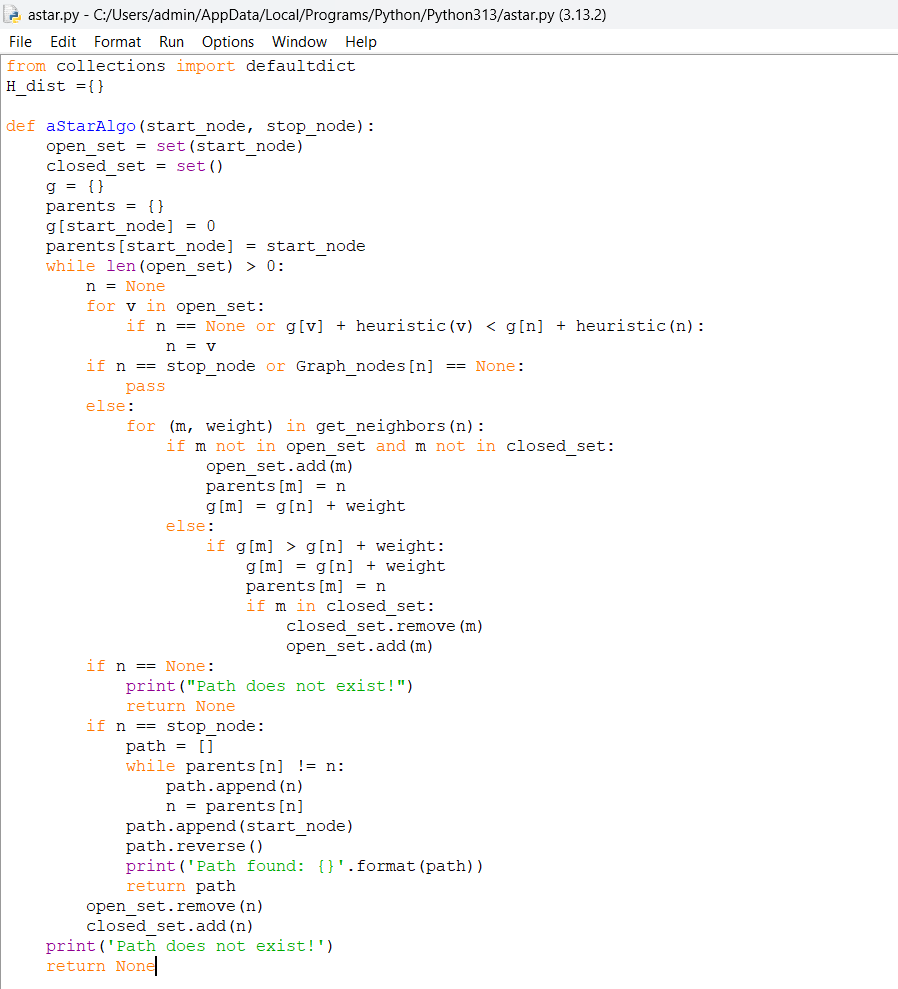 astar.py - C:/Users/admin/AppData/Local/Programs/Python/Python313/astar.py (3.13.2)
File Edit Format Run Options Window Help
from collections import defaultdict
H_dist ={}

def aStarAlgo(start_node, stop_node):
    open_set = set(start_node)
    closed_set = set()
    g = {}
    parents = {}
    g[start_node] = 0
    parents[start_node] = start_node
    while len(open_set) > 0:
        n = None
        for v in open_set:
            if n == None or g[v] + heuristic(v) < g[n] + heuristic(n):
                n = v
        if n == stop_node or Graph_nodes[n] == None:
            pass
        else:
            for (m, weight) in get_neighbors(n):
                if m not in open_set and m not in closed_set:
                    open_set.add(m)
                    parents[m] = n
                    g[m] = g[n] + weight
                else:
                    if g[m] > g[n] + weight:
                        g[m] = g[n] + weight
                        parents[m] = n
                        if m in closed_set:
                            closed_set.remove(m)
                            open_set.add(m)
        if n == None:
            print("Path does not exist!")
            return None
        if n == stop_node:
            path = []
            while parents[n] != n:
                path.append(n)
                n = parents[n]
            path.append(start_node)
            path.reverse()
            print('Path found: {}'.format(path))
            return path
        open_set.remove(n)
        closed_set.add(n)
    print('Path does not exist!')
    return None